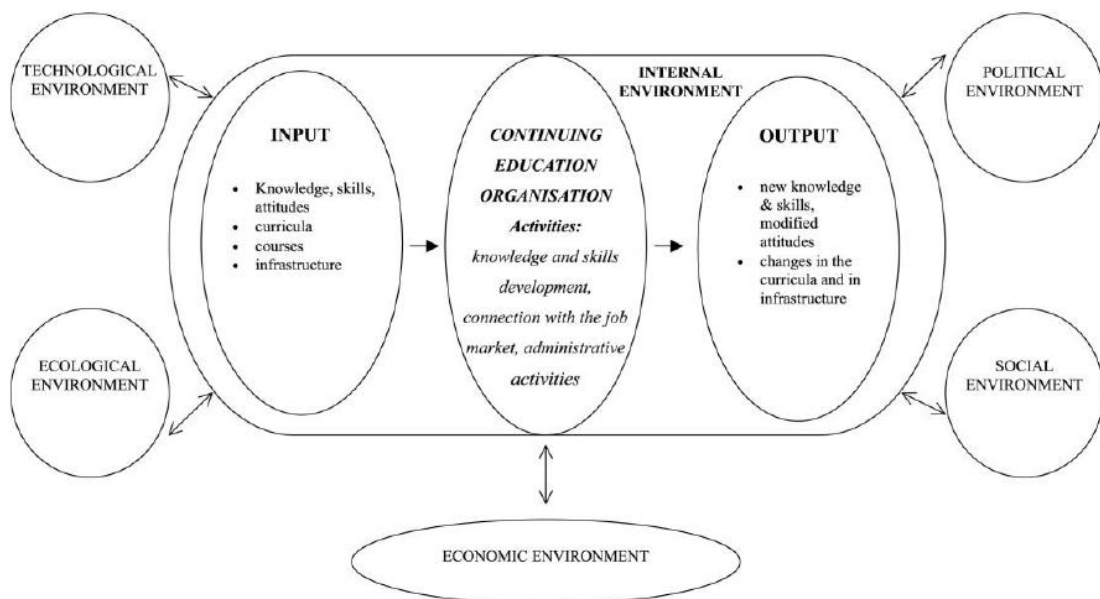 TECHNOLOGICAL
ENVIRONMENT
INTERNAL
ENVIRONMENT
POLITICAL
ENVIRONMENT
INPUT
• Knowledge, skills,
attitudes
• curricula
• courses
• infrastructure
CONTINUING
EDUCATION
ORGANISATION
Activities:
knowledge and skills
development,
connection with the job
market, administrative
activities
OUTPUT
• new knowledge
& skills,
modified
attitudes
• changes in the
curricula and in
infrastructure
ECOLOGICAL
ENVIRONMENT
SOCIAL
ENVIRONMENT
ECONOMIC ENVIRONMENT